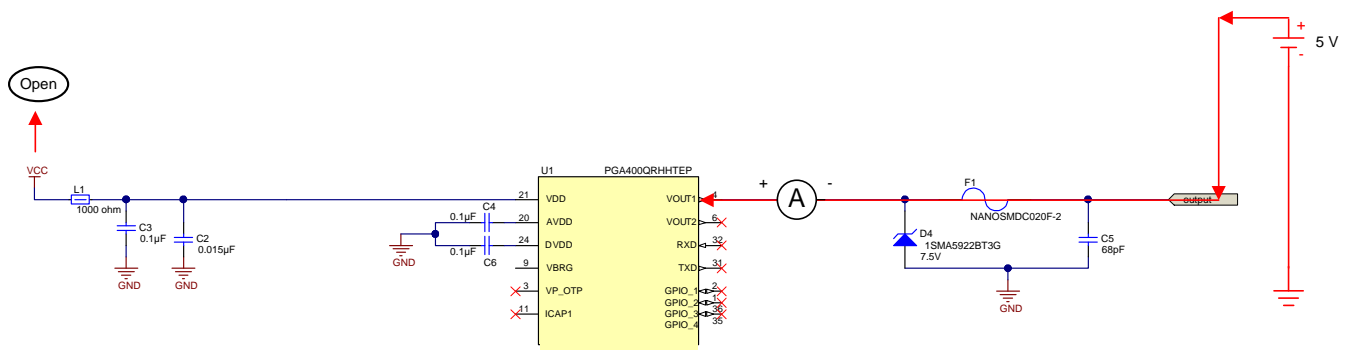 +
5 V
-
Open
VCC
L1
1000 ohm
C3
0.1µF
C2
0.015µF
GND
GND
GND
C4
0.1µF
0.1µF
C6
U1
PGA400QRHHTEP
21
VDD
20
AVDD
24
DVDD
9
VBRG
3
VP_OTP
11
ICAP1
VOUT1
4
VOUT2
6
RXD
32
TXD
31
GPIO_1
2
GPIO_2
1
GPIO_3
36
GPIO_4
35
+
A
-
F1
NANOSMDC020F-2
D4
1SMA5922BT3G
7.5V
C5
68pF
GND
output